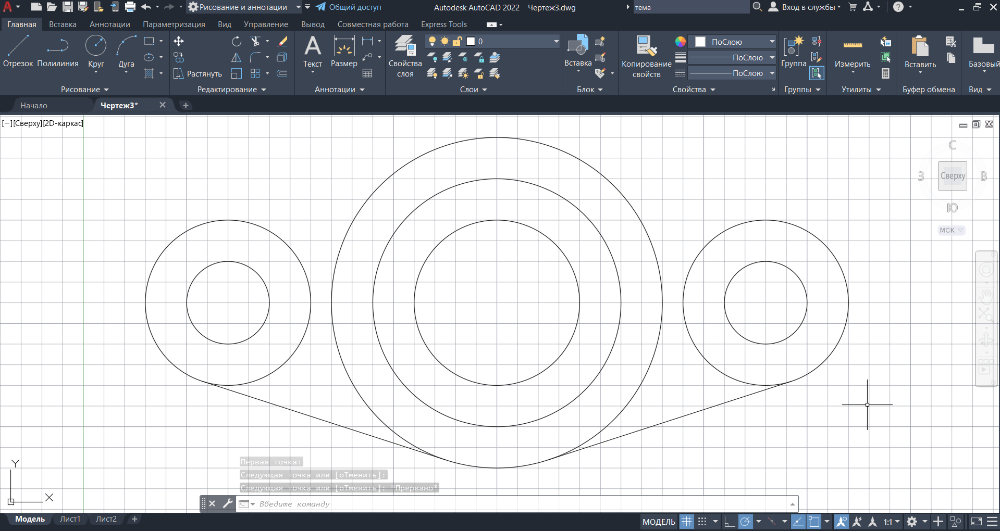 Рисование и аннотации
Общий доступ
Autodesk AutoCAD 2022 Чертеж3.dwg
тема
Вход в службы
Главная Вставка Аннотации Параметризация Вид Управление Вывод Совместная работа Express Tools
0
ПоСлою
ПоСлою
ПоСлою
Отрезок Полилиния Круг Дуга
Растянуть
Текст Размер
Свойства слоя
Вставка
Копирование свойств
Группа
Измерить
Вставить
Базовый
Рисование Редактирование Аннотации Слои Блок Свойства Группы Утилиты Буфер обмена Вид
Начало Чертеж3*
[−][Сверху][2D-каркас]
С
З Сверху В
Ю
МСК
Первая точка:
Следующая точка или [оТменить]:
Следующая точка или [оТменить]: *Прервано*
Y
X
Введите команду
Модель Лист1 Лист2
МОДЕЛЬ 1:1